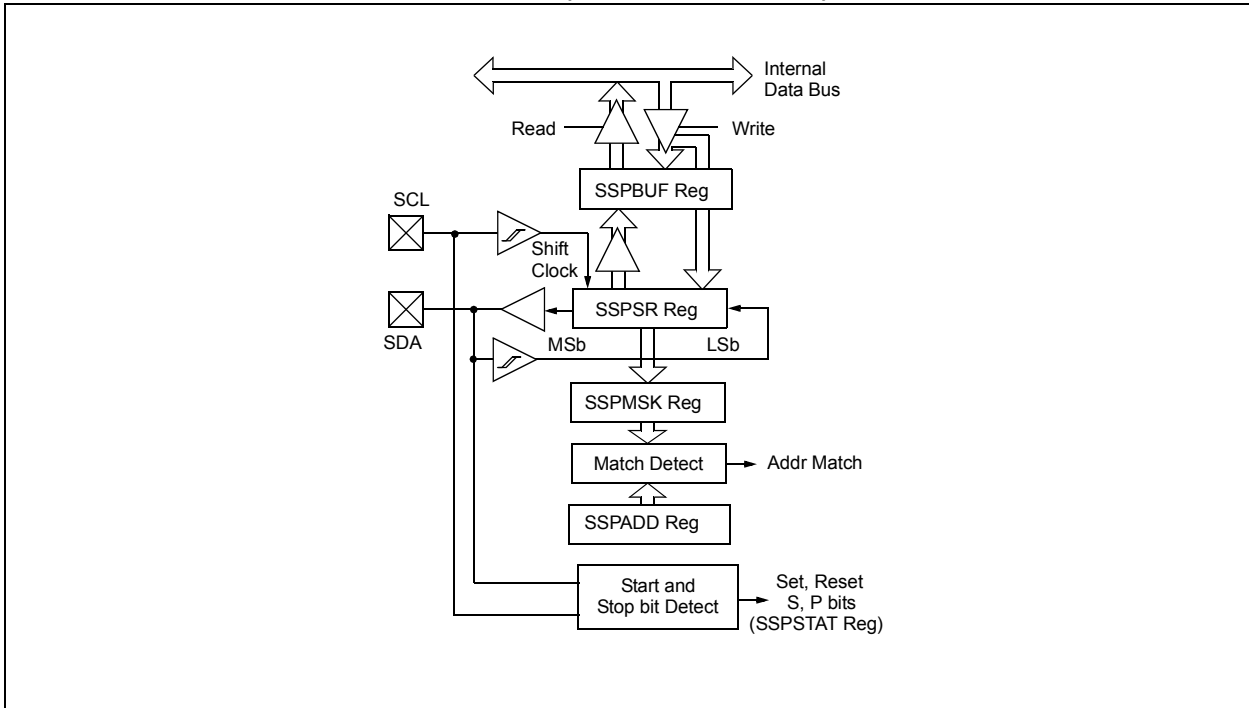 Internal
Data Bus
Read
Write
SSPBUF Reg
SCL
Shift
Clock
SSPSR Reg
SDA
MSb
LSb
SSPMSK Reg
Match Detect
Addr Match
SSPADD Reg
Start and
Stop bit Detect
Set, Reset
S, P bits
(SSPSTAT Reg)